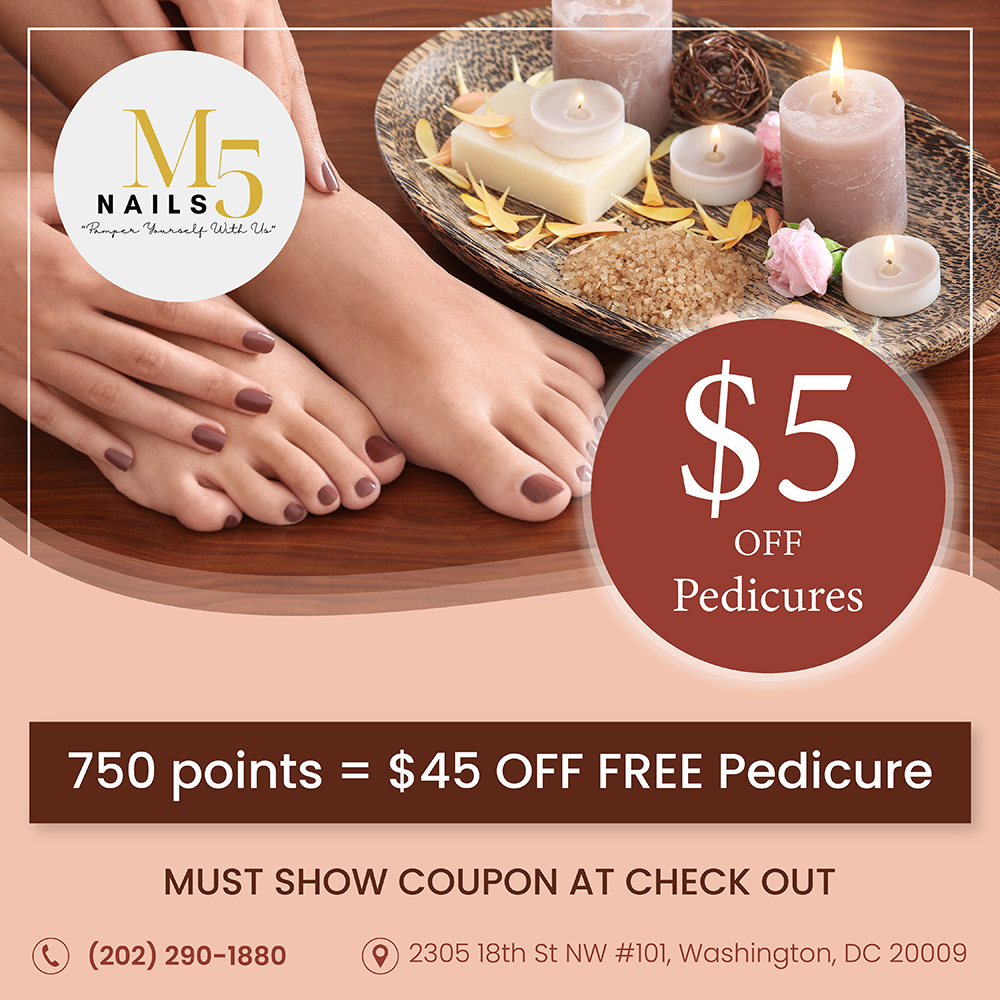 M5
NAILS
"Pamper Yourself With Us"
$5
OFF
Pedicures
750 points = $45 OFF FREE Pedicure
MUST SHOW COUPON AT CHECK OUT
(202) 290-1880
2305 18th St NW #101, Washington, DC 20009